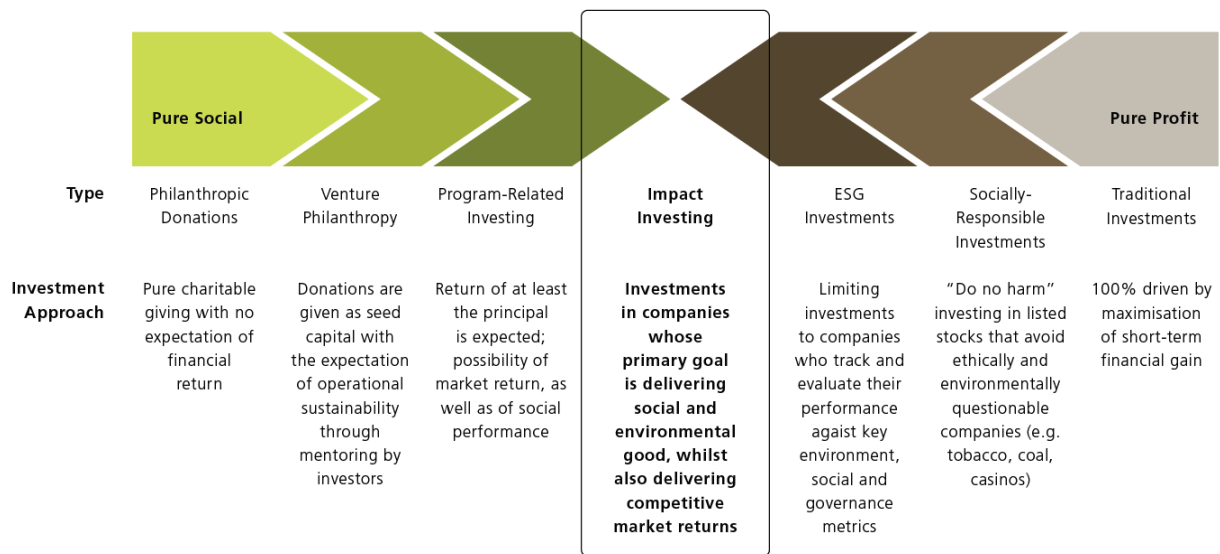 Pure Social
Pure Profit
Type
Philanthropic
Donations
Venture
Philanthropy
Program-Related
Investing
Impact
Investing
ESG
Investments
Socially-
Responsible
Investments
Traditional
Investments
Investment
Approach
Pure charitable
giving with no
expectation of
financial
return
Donations are
given as seed
capital with
the expectation
of operational
sustainability
through
mentoring by
investors
Return of at least
the principal
is expected;
possibility of
market return, as
well as of social
performance
Investments
in companies
whose
primary goal
is delivering
social and
environmental
good, whilst
also delivering
competitive
market returns
Limiting
investments
to companies
who track and
evaluate their
performance
agaist key
environment,
social and
governance
metrics
“Do no harm”
investing in listed
stocks that avoid
ethically and
environmentally
questionable
companies (e.g.
tobacco, coal,
casinos)
100% driven by
maximisation
of short-term
financial gain